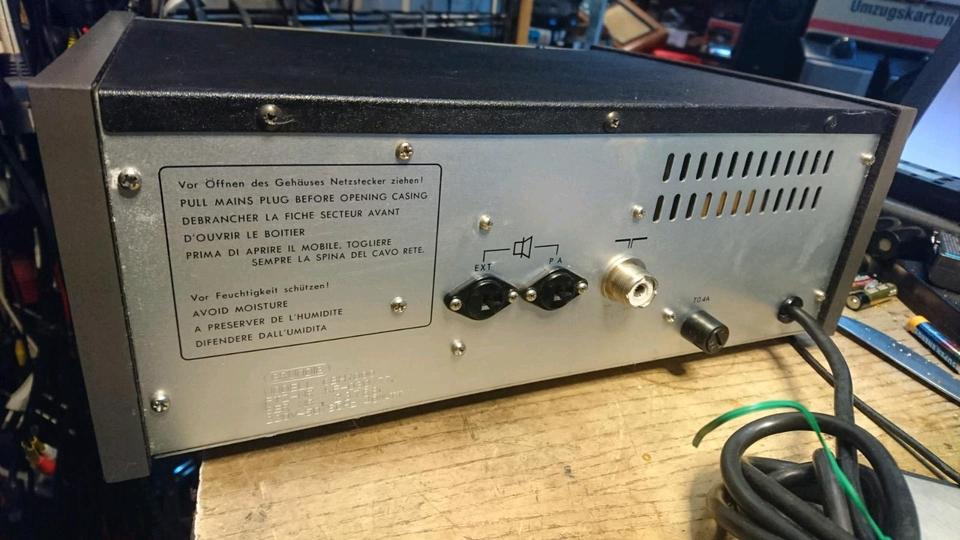 Umzugskarton
Vor Öffnen des Gehäuses Netzstecker ziehen!
PULL MAINS PLUG BEFORE OPENING CASING
DEBRANCHER LA FICHE SECTEUR AVANT
D'OUVRIR LE BOITIER
PRIMA DI APRIRE IL MOBILE, TOGLIERE
SEMPRE LA SPINA DEL CAVO RETE.
Vor Feuchtigkeit schützen!
AVOID MOISTURE
A PRESERVER DE L'HUMIDITE
DIFENDERE DALL'UMIDITA
EXT PA
T0.4A
GRUNDIG